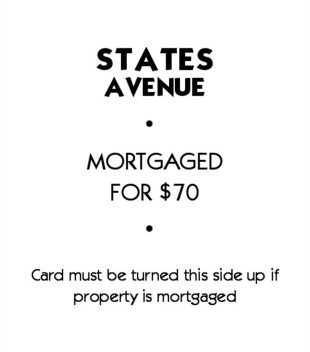 STATES
AVENUE
•
MORTGAGED
FOR $70
•
Card must be turned this side up if
property is mortgaged